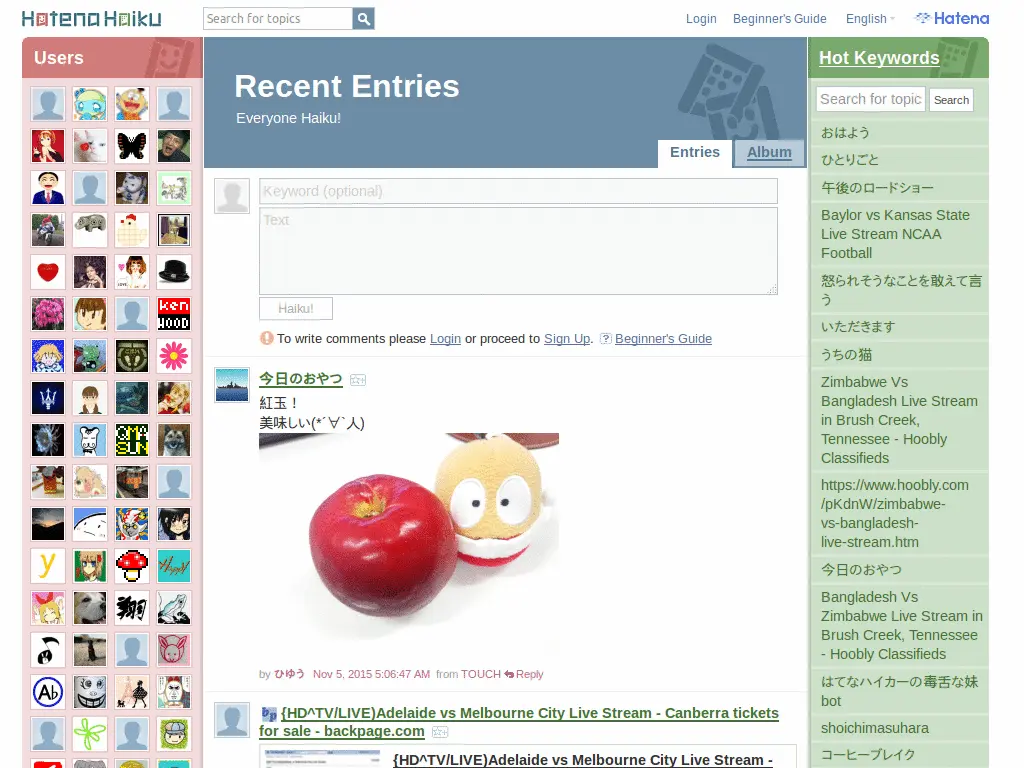 Hatena Haiku
Search for topics
Login
Beginner's Guide
English
Hatena
Users
Recent Entries
Everyone Haiku!
Entries
Album
Keyword (optional)
Text
Haiku!
To write comments please Login or proceed to Sign Up. ? Beginner's Guide
今日のおやつ
紅玉！
美味しい(*´∀`人)
by ひゆう Nov 5, 2015 5:06:47 AM from TOUCH Reply
bp {HD^TV/LIVE)Adelaide vs Melbourne City Live Stream - Canberra tickets
for sale - backpage.com
{HD^TV/LIVE)Adelaide vs Melbourne City Live Stream -
Hot Keywords
Search for topic
Search
おはよう
ひとりごと
午後のロードショー
Baylor vs Kansas State
Live Stream NCAA
Football
怒られそうなことを敢えて言
う
いただきます
うちの猫
Zimbabwe Vs
Bangladesh Live Stream
in Brush Creek,
Tennessee - Hoobly
Classifieds
https://www.hoobly.com
/pKdnW/zimbabwe-
vs-bangladesh-
live-stream.htm
今日のおやつ
Bangladesh Vs
Zimbabwe Live Stream in
Brush Creek, Tennessee
- Hoobly Classifieds
はてなハイカーの毒舌な妹
bot
shoichimasuhara
コーヒーブレイク
ken
WOOD
OMA
SUN
y
Happy
翔
Ab